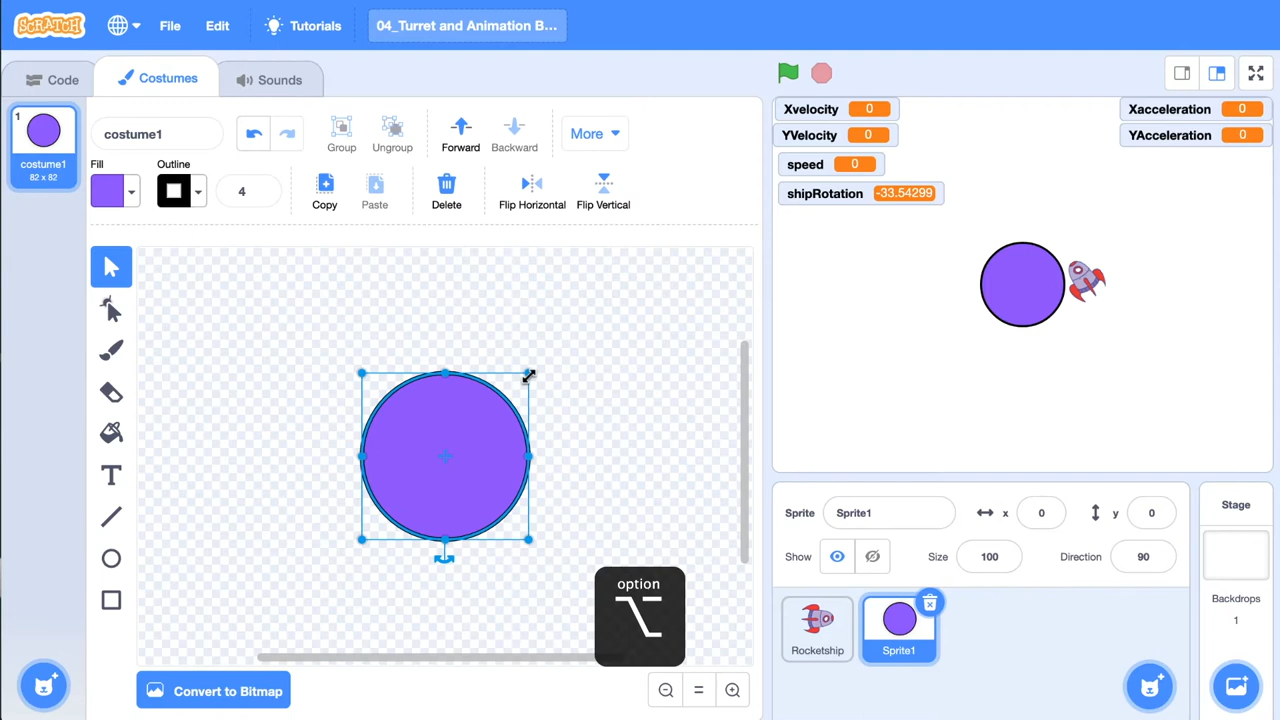 SCRATCH File Edit Tutorials 04_Turret and Animation B...
Code Costumes Sounds
1
costume1
82 x 82
costume1
Group Ungroup Forward Backward More
Fill Outline
4
Copy Paste Delete Flip Horizontal Flip Vertical
T
option
Convert to Bitmap
Xvelocity 0 Xacceleration 0
YVelocity 0 YAcceleration 0
speed 0
shipRotation -33.54299
Sprite Sprite1 x 0 y 0
Show Size 100 Direction 90
Rocketship Sprite1
Stage
Backdrops
1